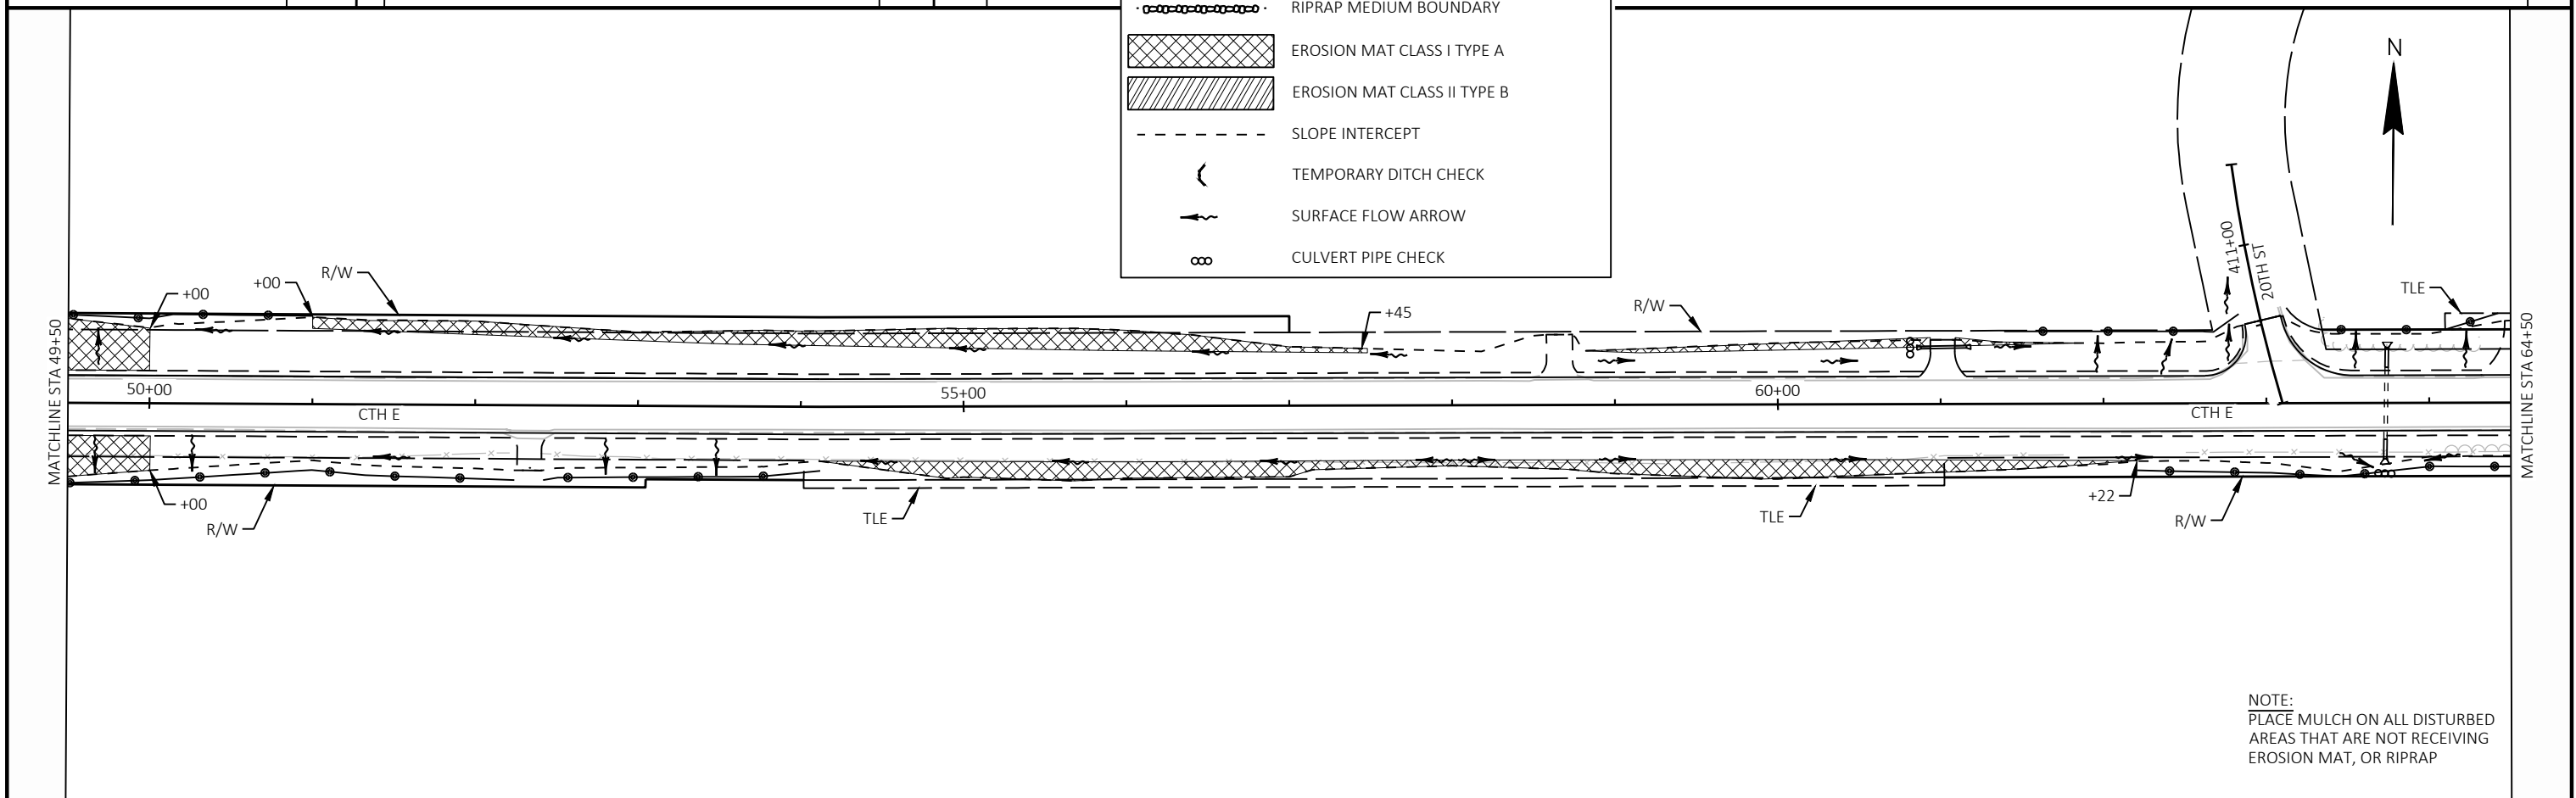 RIPRAP MEDIUM BOUNDARY
EROSION MAT CLASS I TYPE A
EROSION MAT CLASS II TYPE B
SLOPE INTERCEPT
TEMPORARY DITCH CHECK
SURFACE FLOW ARROW
CULVERT PIPE CHECK
N
411+00
20TH ST
+00
+00
R/W
+45
R/W
TLE
MATCHLINE STA 49+50
50+00
55+00
60+00
CTH E
CTH E
MATCHLINE STA 64+50
+00
R/W
TLE
TLE
+22
R/W
NOTE:
PLACE MULCH ON ALL DISTURBED
AREAS THAT ARE NOT RECEIVING
EROSION MAT, OR RIPRAP